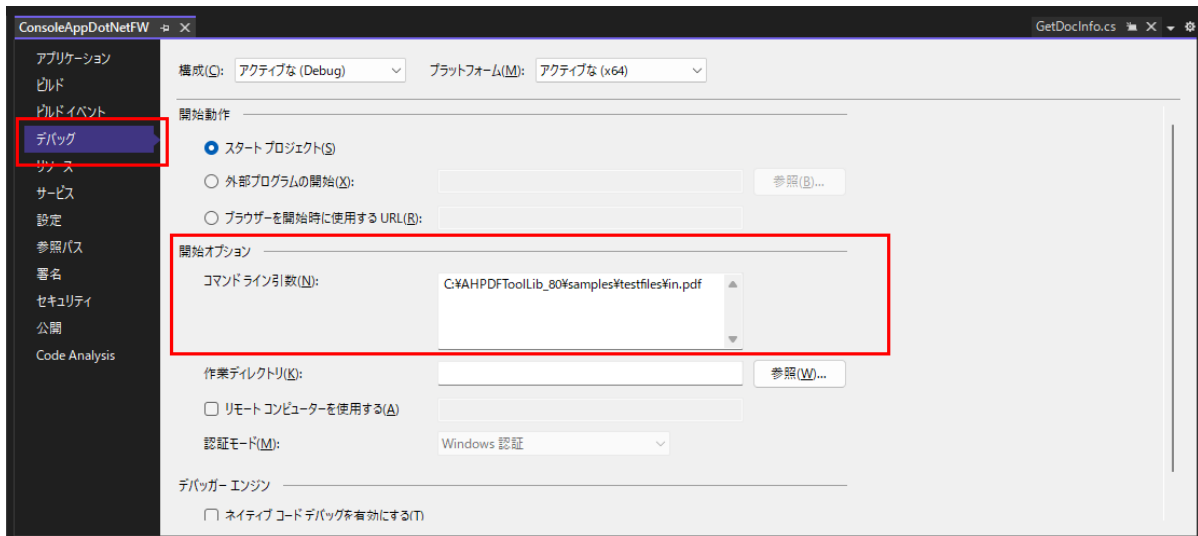 ConsoleAppDotNetFW
GetDocInfo.cs
アプリケーション
ビルド
ビルド イベント
デバッグ
リソース
サービス
設定
参照パス
署名
セキュリティ
公開
Code Analysis
構成(C): アクティブな (Debug) プラットフォーム(M): アクティブな (x64)
開始動作
スタート プロジェクト(S)
外部プログラムの開始(X): 参照(B)...
ブラウザーを開始時に使用する URL(R):
開始オプション
コマンド ライン引数(N): C:¥AHPDFToolLib_80¥samples¥testfiles¥in.pdf
作業ディレクトリ(K): 参照(W)...
リモート コンピューターを使用する(A)
認証モード(M): Windows 認証
デバッガー エンジン
ネイティブ コード デバッグを有効にする(T)